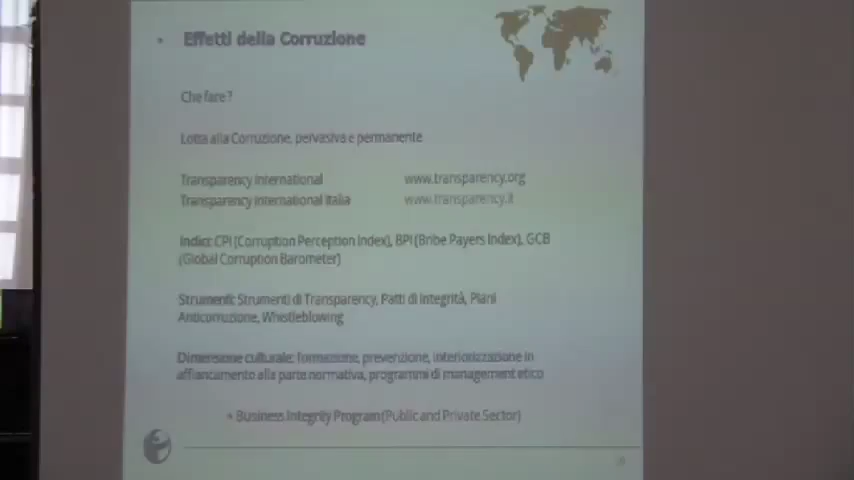 • Effetti della Corruzione
Che fare ?
Lotta alla Corruzione, pervasiva e permanente
Transparency International www.transparency.org
Transparency International Italia www.transparency.it
Indici: CPI (Corruption Perception Index), BPI (Bribe Payers Index), GCB
(Global Corruption Barometer)
Strumenti: Strumenti di Transparency, Patti di Integrità, Piani
Anticorruzione, Whistleblowing
Dimensione culturale: formazione, prevenzione, interiorizzazione in
affiancamento alla parte normativa, programmi di management etico
• Business Integrity Program (Public and Private Sector)